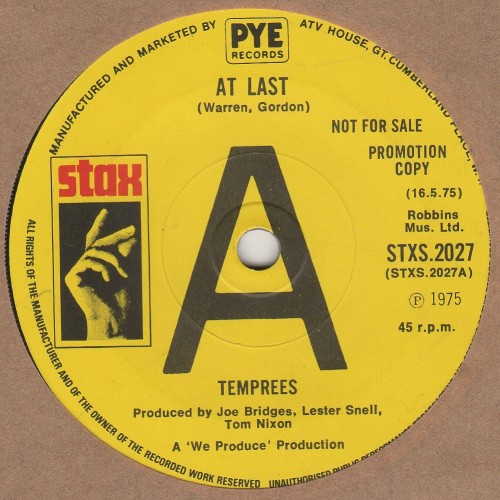 MANUFACTURED AND MARKETED BY
PYE
RECORDS
ATV HOUSE, GT. CUMBERLAND PLACE,
AT LAST
(Warren, Gordon)
NOT FOR SALE
PROMOTION
COPY
(16.5.75)
Robbins
Mus. Ltd.
stax
A
STXS.2027
(STXS.2027A)
Ⓟ 1975
45 r.p.m.
TEMPREES
Produced by Joe Bridges, Lester Snell,
Tom Nixon
A 'We Produce' Production
ALL RIGHTS OF THE MANUFACTURER AND OF THE OWNER OF THE RECORDED WORK RESERVED
UNAUTHORISED PUBLIC